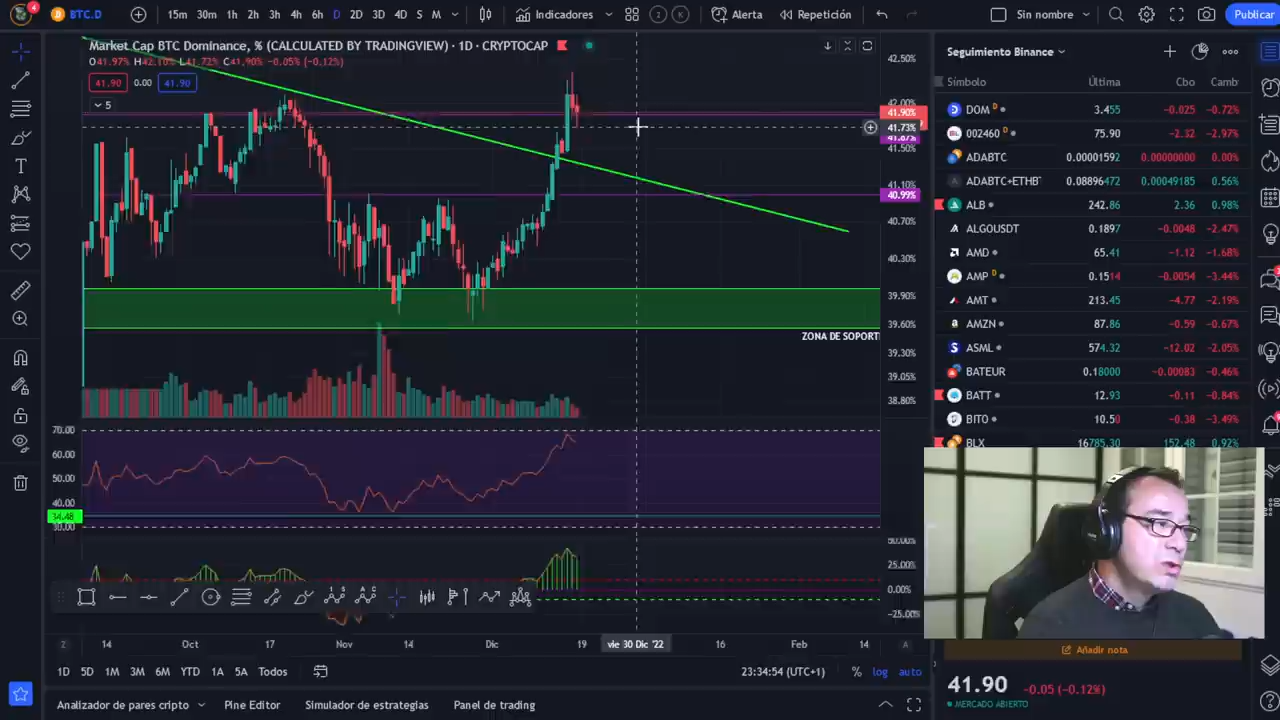 4
BTC.D
15m 30m 1h 2h 3h 4h 6h D 2D 3D 4D S M
Indicadores
Alerta
Repetición
Sin nombre
Publicar
Market Cap BTC Dominance, % (CALCULATED BY TRADINGVIEW) · 1D · CRYPTOCAP
O41.97% H42.10% L41.72% C41.90% -0.05 (-0.12%)
41.90 0.00 41.90
5
42.50%
42.00%
41.90%
41.73%
41.50%
41.10%
40.99%
40.70%
40.30%
39.90%
39.60%
39.30%
39.05%
38.80%
ZONA DE SOPORT
70.00
60.00
50.00
40.00
34.48
30.00
50.00%
25.00%
0.00%
-25.00%
Z 14 Oct 17 Nov 14 Dic 19 vie 30 Dic '22 16 Feb 14 A
1D 5D 1M 3M 6M YTD 1A 5A Todos
23:34:54 (UTC+1)
% log auto
Analizador de pares cripto
Pine Editor
Simulador de estrategias
Panel de trading
Seguimiento Binance
Símbolo Última Cbo Camb
DOM D 3.455 -0.025 -0.72%
002460 D 75.90 -2.32 -2.97%
ADABTC 0.00001592 0.00000000 0.00%
ADABTC+ETHBT 0.08896472 0.00049185 0.56%
ALB 242.86 2.36 0.98%
ALGOUSDT 0.1897 -0.0048 -2.47%
AMD 65.41 -1.12 -1.68%
AMP D 0.1514 -0.0054 -3.44%
AMT 213.45 -4.77 -2.19%
AMZN 87.86 -0.59 -0.67%
ASML 574.32 -12.02 -2.05%
BATEUR 0.18000 -0.00083 -0.46%
BATT 12.93 -0.11 -0.84%
BITO 10.50 -0.38 -3.49%
BLX 16785.30 152.48 0.92%
Añadir nota
41.90 -0.05 (-0.12%)
MERCADO ABIERTO